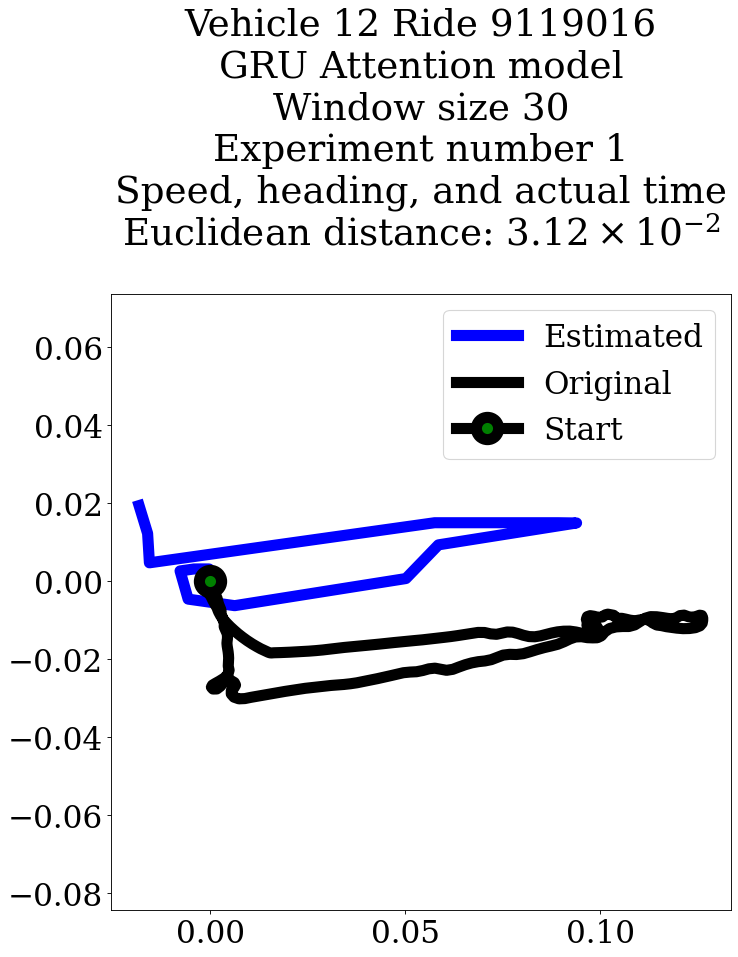 Vehicle 12 Ride 9119016
GRU Attention model
Window size 30
Experiment number 1
Speed, heading, and actual time
Euclidean distance: 3.12 × 10⁻²
Estimated
Original
Start
0.06
0.04
0.02
0.00
−0.02
−0.04
−0.06
−0.08
0.00
0.05
0.10